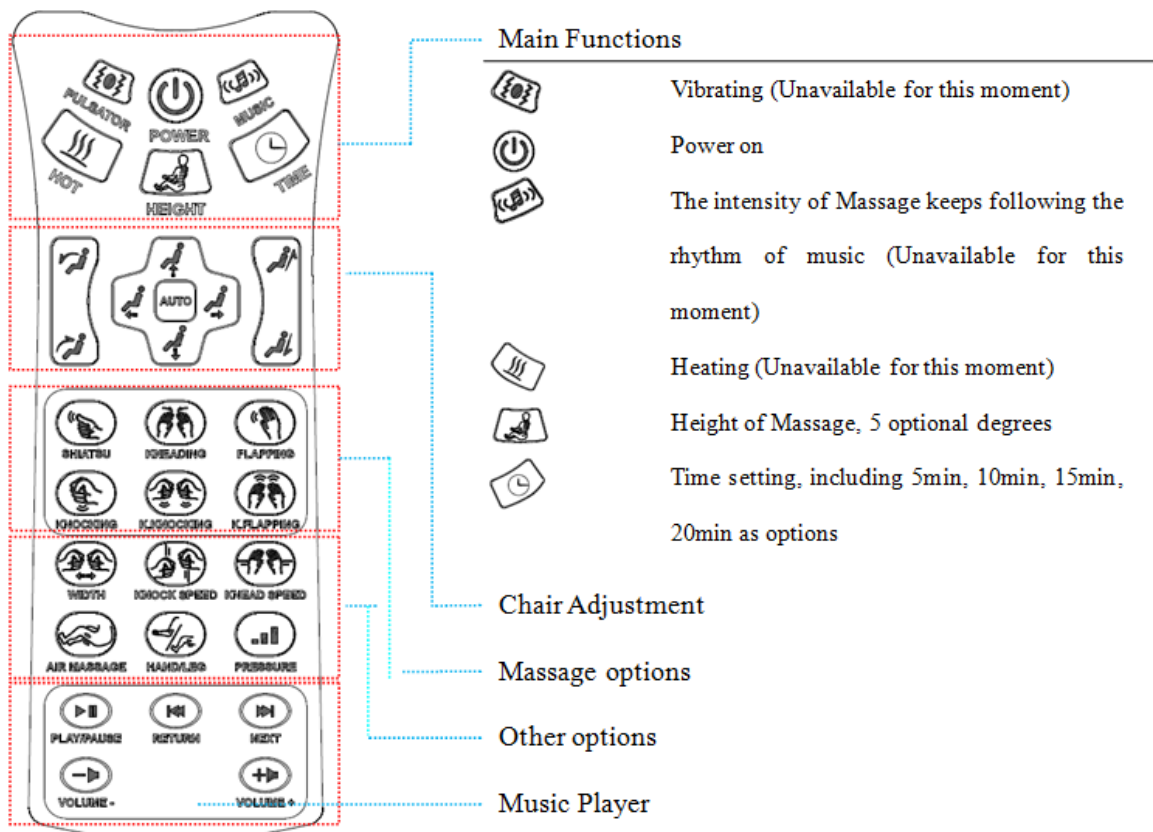 Main Functions
Vibrating (Unavailable for this moment)
Power on
The intensity of Massage keeps following the
rhythm of music (Unavailable for this
moment)
Heating (Unavailable for this moment)
Height of Massage, 5 optional degrees
Time setting, including 5min, 10min, 15min,
20min as options
Chair Adjustment
Massage options
Other options
Music Player
PULSATOR
POWER
MUSIC
HOT
HEIGHT
TIME
AUTO
SHIATSU KNEADING FLAPPING
KNOCKING K.KNOCKING K.FLAPPING
WIDTH KNOCK SPEED KNEAD SPEED
AIR MASSAGE HAND/LEG PRESSURE
PLAY/PAUSE RETURN NEXT
VOLUME - VOLUME +